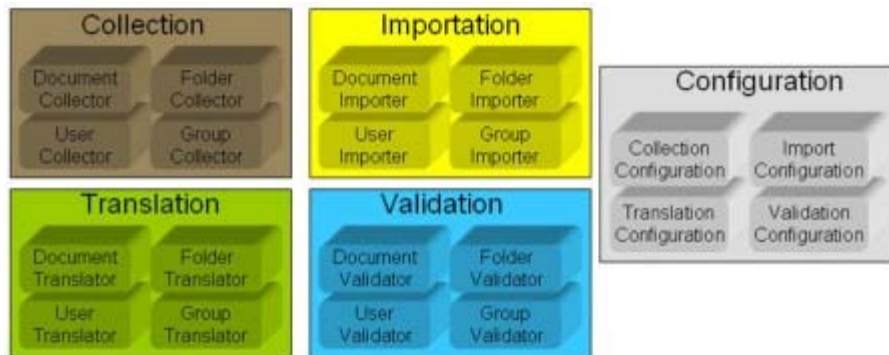 Collection
Document
Collector
Folder
Collector
User
Collector
Group
Collector
Importation
Document
Importer
Folder
Importer
User
Importer
Group
Importer
Translation
Document
Translator
Folder
Translator
User
Translator
Group
Translator
Validation
Document
Validator
Folder
Validator
User
Validator
Group
Validator
Configuration
Collection
Configuration
Import
Configuration
Translation
Configuration
Validation
Configuration